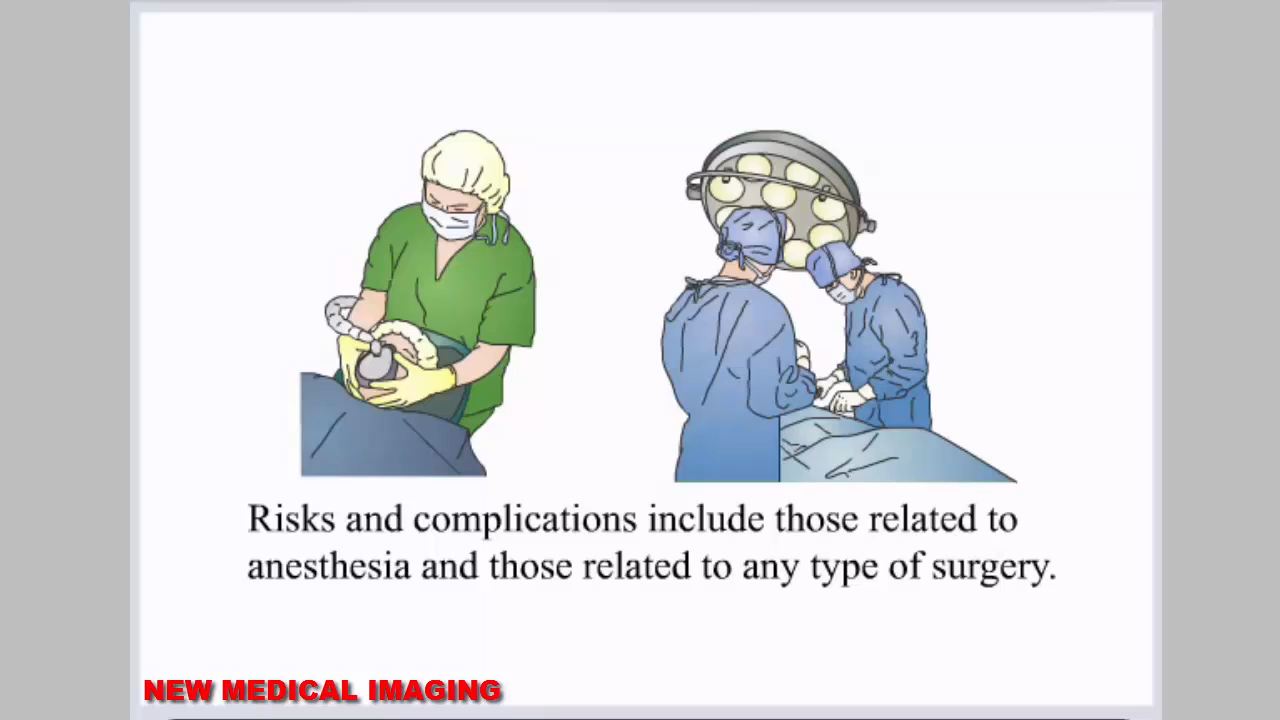 Risks and complications include those related to
anesthesia and those related to any type of surgery.
NEW MEDICAL IMAGING